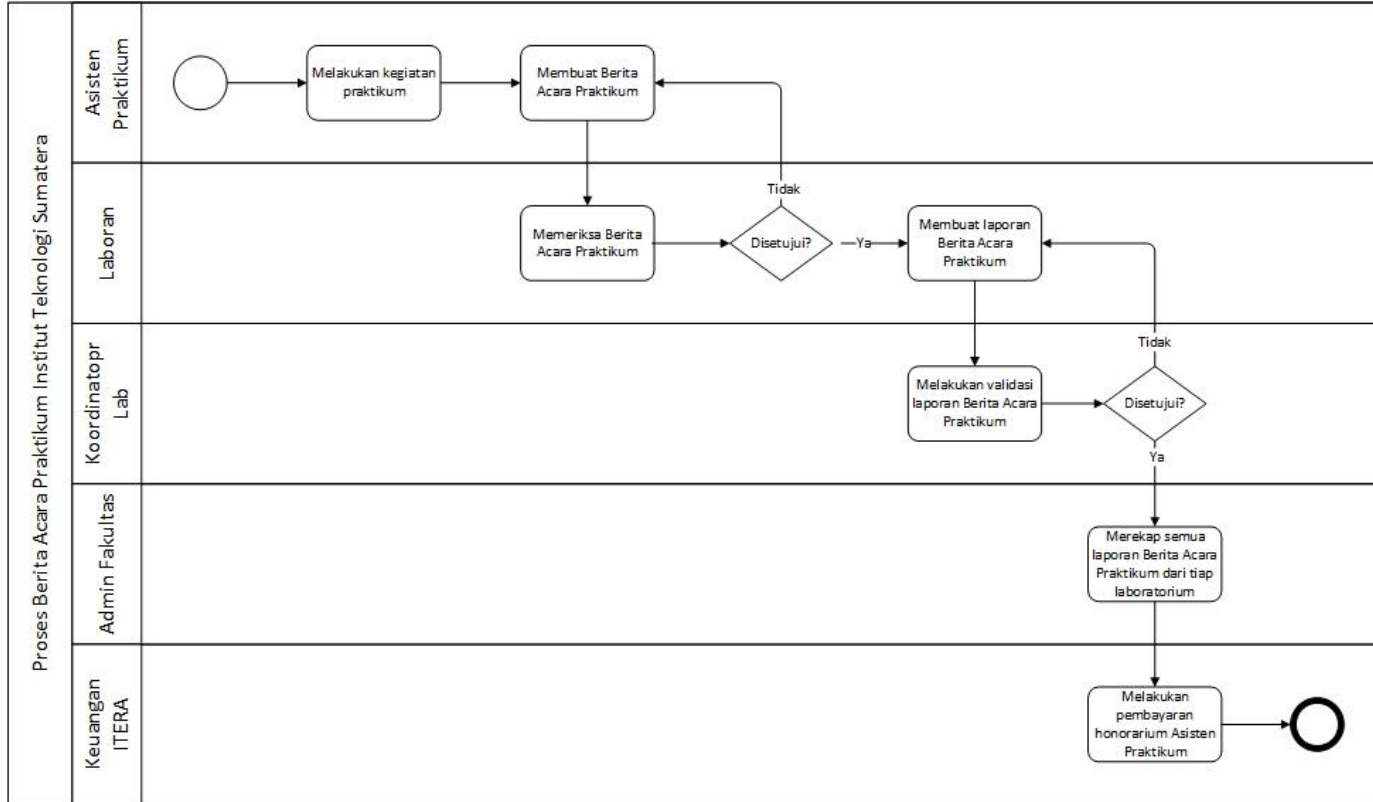 Proses Berita Acara Praktikum Institut Teknologi Sumatera
Asisten
Praktikum
Melakukan kegiatan
praktikum
Membuat Berita
Acara Praktikum
Laboran
Memeriksa Berita
Acara Praktikum
Tidak
Disetujui?
Ya
Membuat laporan
Berita Acara
Praktikum
Koordinatopr
Lab
Melakukan validasi
laporan Berita Acara
Praktikum
Tidak
Disetujui?
Ya
Admin Fakultas
Merekap semua
laporan Berita Acara
Praktikum dari tiap
laboratorium
Keuangan
ITERA
Melakukan
pembayaran
honorarium Asisten
Praktikum